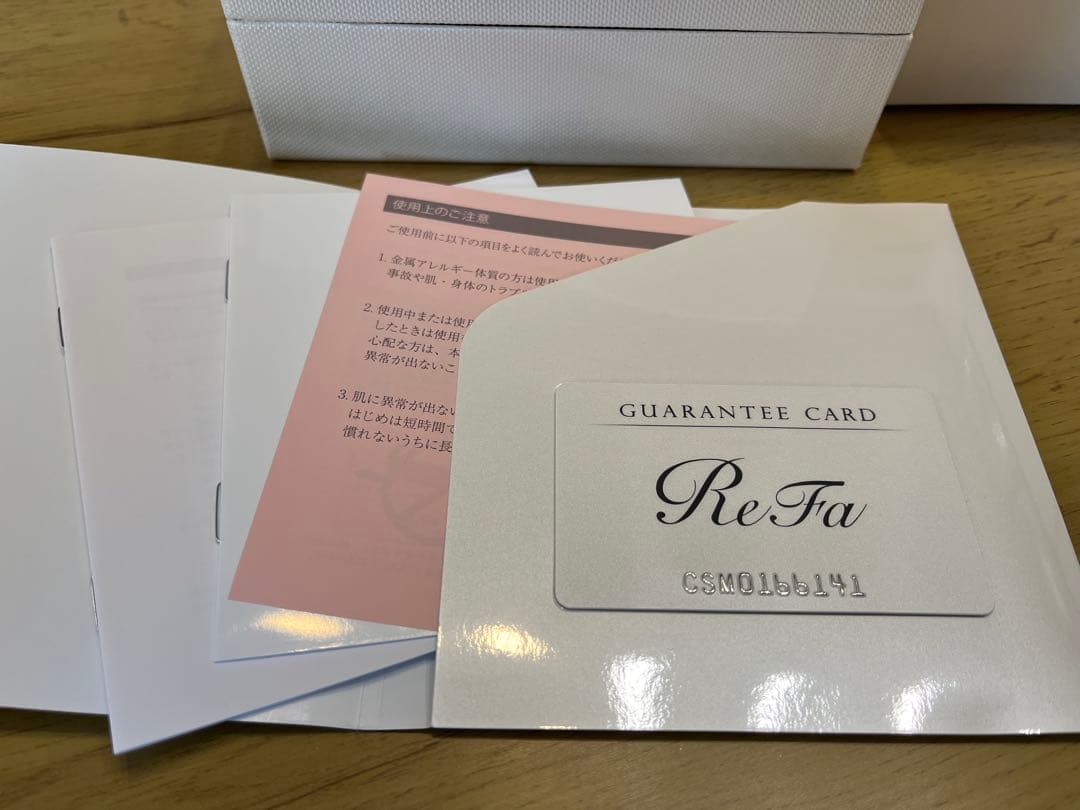 使用上のご注意
ご使用前に以下の項目をよく読んでお使いくだ
1. 金属アレルギー体質の方は使用
事故や肌・身体のトラブ
2. 使用中または使用
したときは使用
心配な方は、本
異常が出ないこ
3. 肌に異常が出ない
はじめは短時間で
慣れないうちに長
GUARANTEE CARD
ReFa
CSM0166141